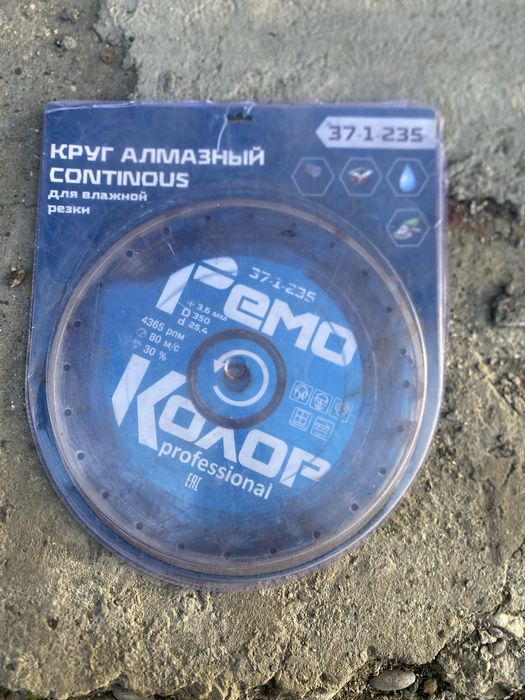 37-1-235
КРУГ АЛМАЗНЫЙ
CONTINOUS
для влажной
резки
37-1-235
Ремо
+ 3,6 мм
D 350
d 25,4
4365 рпм
80 м/с
30 %
Колор
professional
EAC